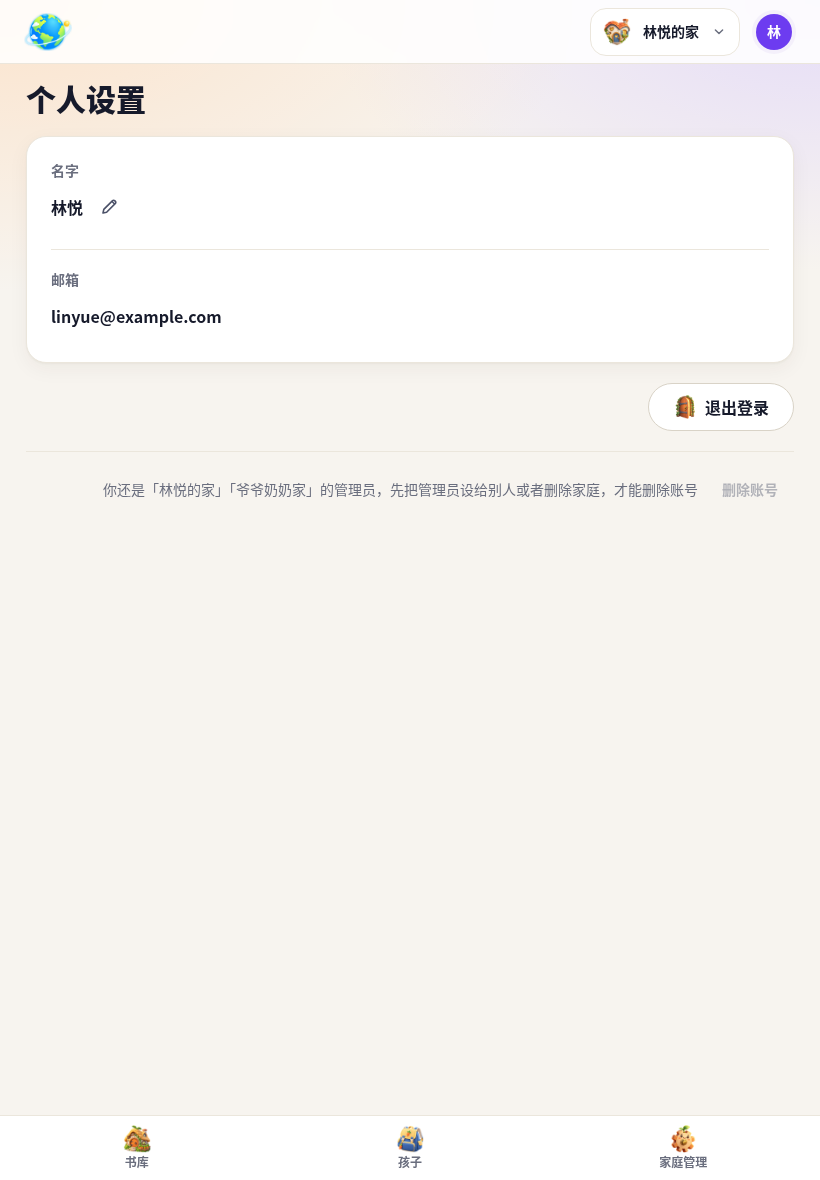 林悦的家
林
个人设置
名字
林悦
邮箱
linyue@example.com
退出登录
你还是「林悦的家」「爷爷奶奶家」的管理员，先把管理员设给别人或者删除家庭，才能删除账号
删除账号
书库
孩子
家庭管理